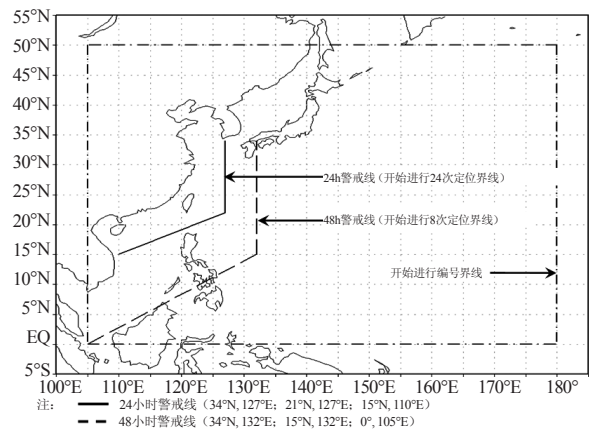 55°N
50°N
45°N
40°N
35°N
30°N
25°N
20°N
15°N
10°N
5°N
EQ
5°S
24h警戒线（开始进行24次定位界线）
48h警戒线（开始进行8次定位界线）
开始进行编号界线
100°E 110°E 120°E 130°E 140°E 150°E 160°E 170°E 180°
注: 24小时警戒线（34°N, 127°E; 21°N, 127°E; 15°N, 110°E）
48小时警戒线（34°N, 132°E; 15°N, 132°E; 0°, 105°E）